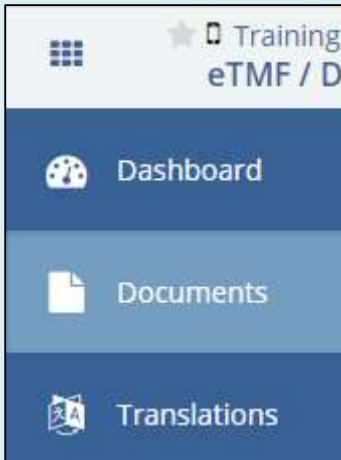 Training
eTMF / D
Dashboard
Documents
Translations